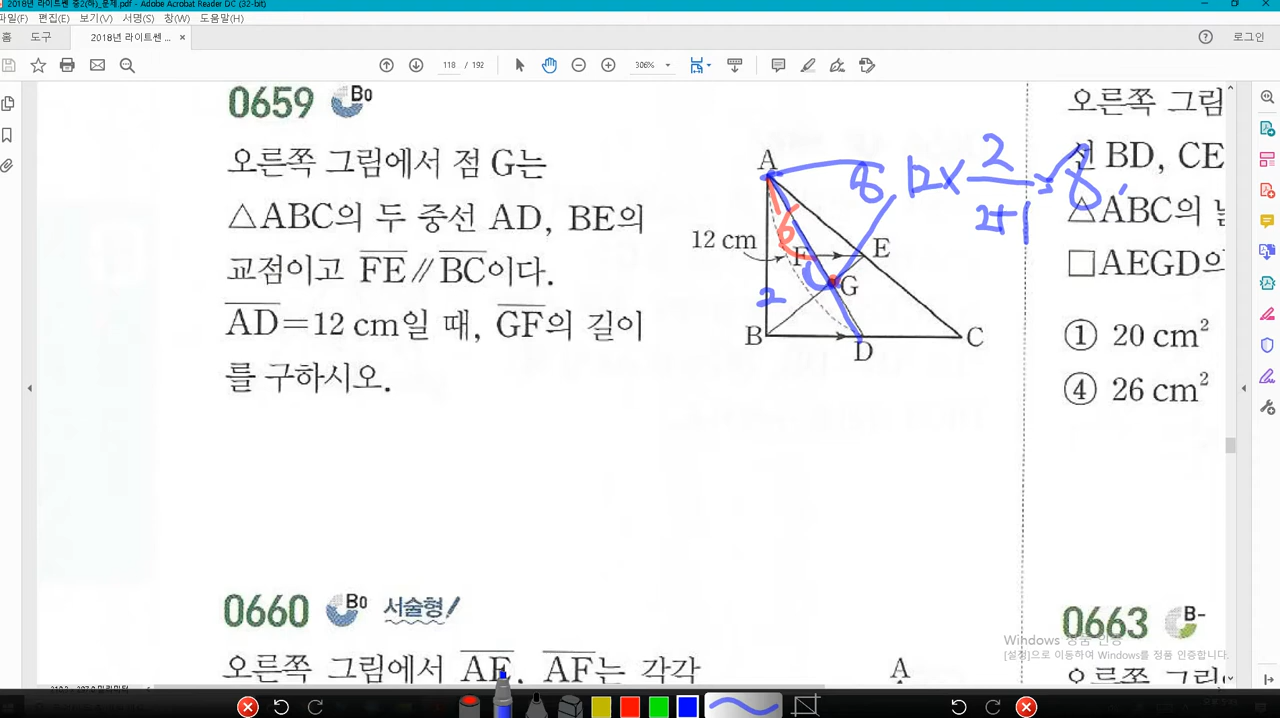 2018년 라이트쎈 중2(하)_문제.pdf - Adobe Acrobat Reader DC (32-bit)
파일(F) 편집(E) 보기(V) 서명(S) 창(W) 도움말(H)
홈 도구 2018년 라이트쎈 ... × 로그인
118 / 192 306%
0659 B0
오른쪽 그림에서 점 G는
△ABC의 두 중선 AD, BE의
교점이고 FE∥BC이다.
AD=12 cm일 때, GF의 길이
를 구하시오.
A
12 cm
F
E
G
B
D
C
6
2
8
12 × 2/2+1 = 8
오른쪽 그림
선 BD, CE
△ABC의 넓
□AEGD의
① 20 cm²
④ 26 cm²
0660 B0 서술형
오른쪽 그림에서 AE, AF는 각각
A
0663 B-
오른쪽 그림
Windows 정품 인증
[설정]으로 이동하여 Windows를 정품 인증합니다.